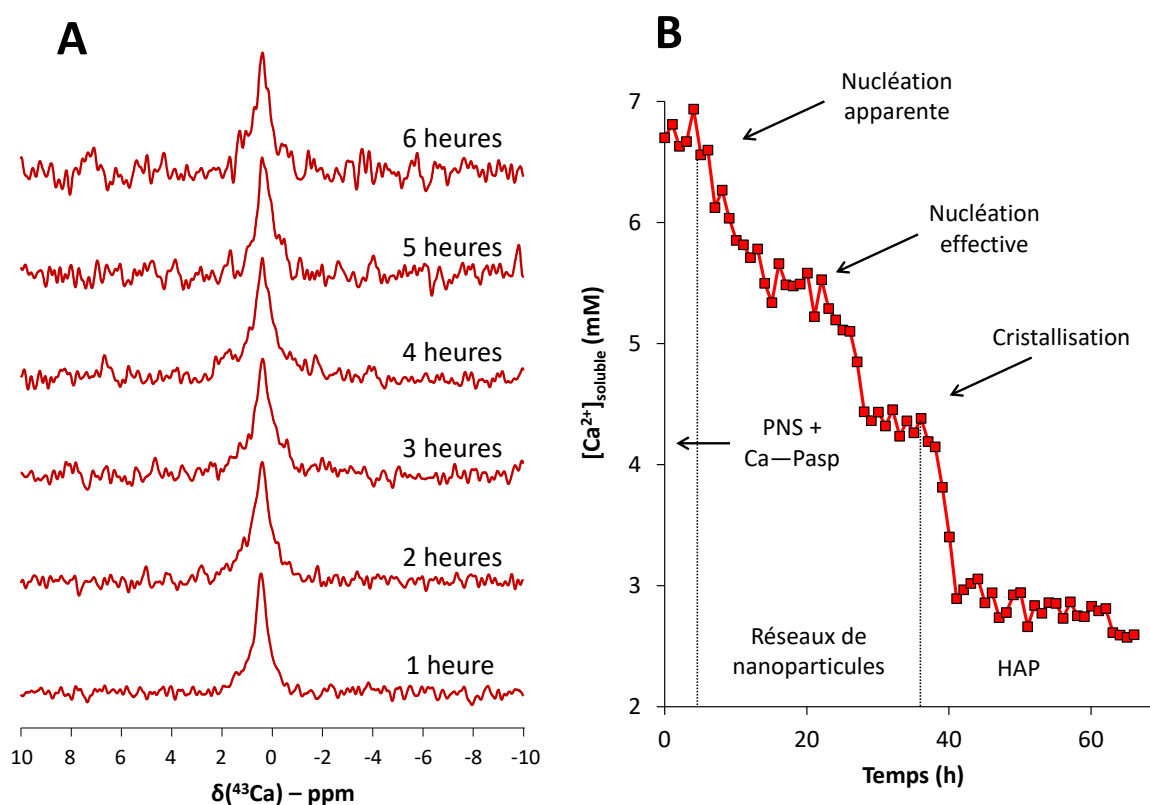 A
6 heures
5 heures
4 heures
3 heures
2 heures
1 heure
10 8 6 4 2 0 -2 -4 -6 -8 -10
δ(⁴³Ca) – ppm
B
7
6
5
4
3
2
[Ca²⁺]soluble (mM)
Nucléation
apparente
Nucléation
effective
Cristallisation
PNS +
Ca—Pasp
Réseaux de
nanoparticules
HAP
0 20 40 60
Temps (h)